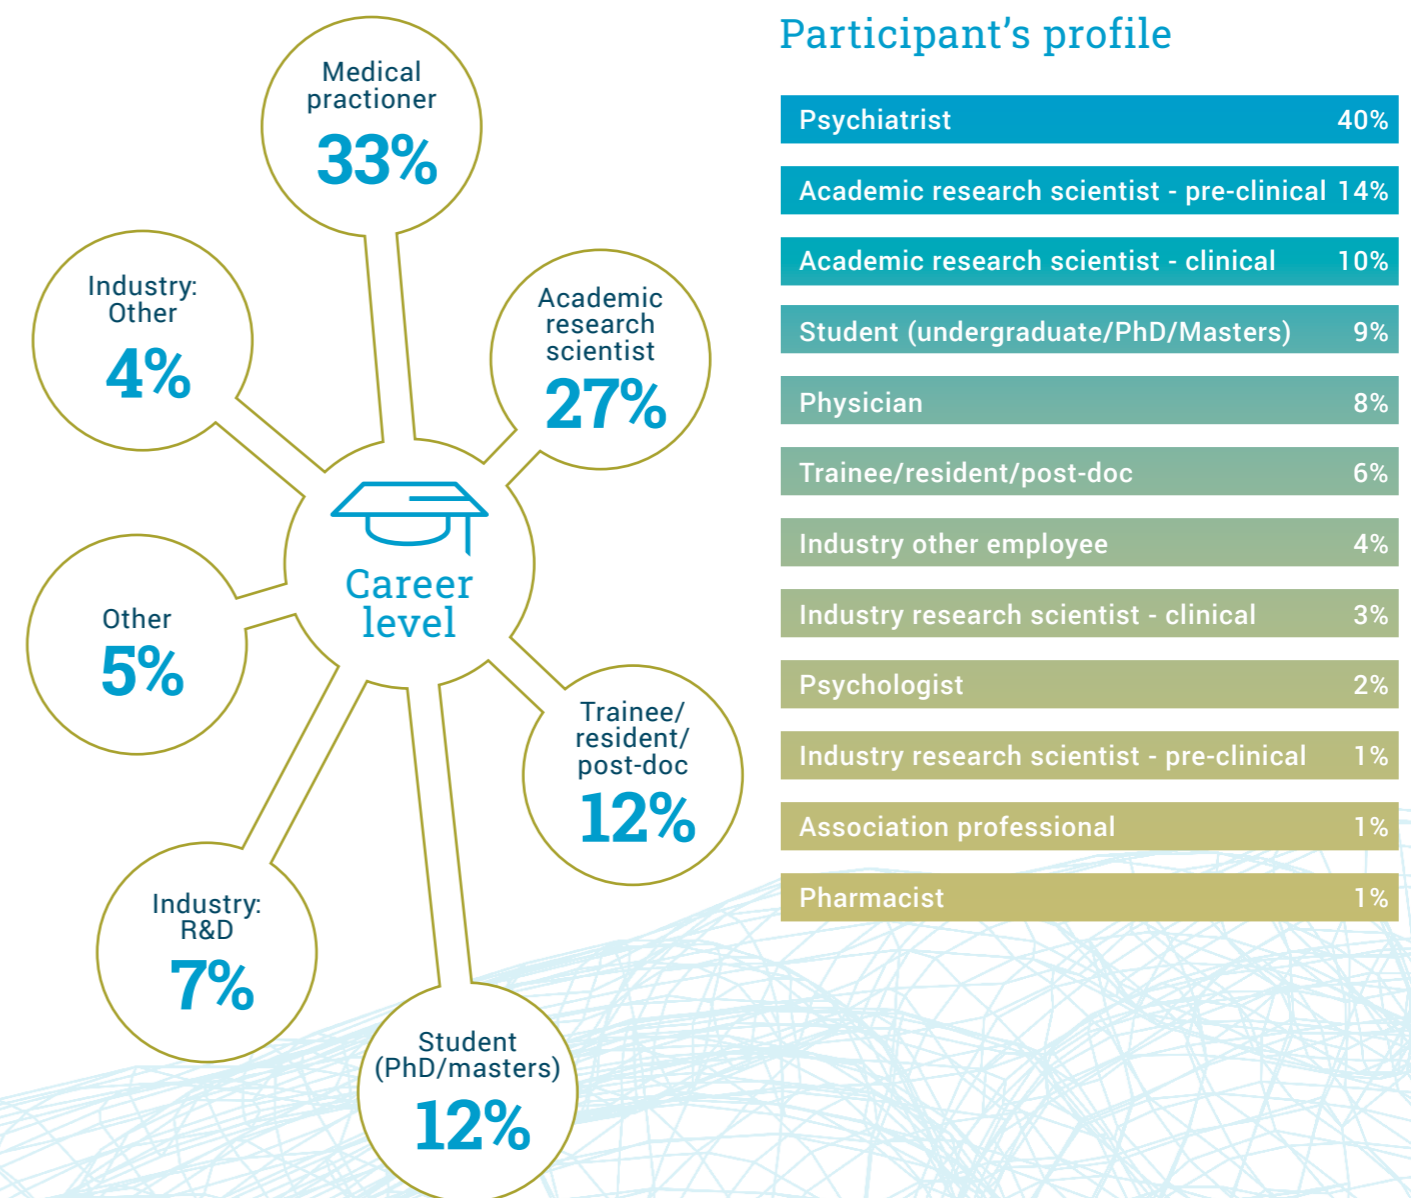 Medical
practioner
33%
Industry:
Other
4%
Academic
research
scientist
27%
Career
level
Other
5%
Trainee/
resident/
post-doc
12%
Industry:
R&D
7%
Student
(PhD/masters)
12%
Participant’s profile
Psychiatrist 40%
Academic research scientist - pre-clinical 14%
Academic research scientist - clinical 10%
Student (undergraduate/PhD/Masters) 9%
Physician 8%
Trainee/resident/post-doc 6%
Industry other employee 4%
Industry research scientist - clinical 3%
Psychologist 2%
Industry research scientist - pre-clinical 1%
Association professional 1%
Pharmacist 1%